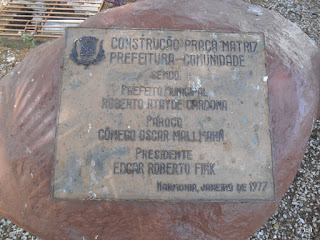 CONSTRUÇÃO PRAÇA MATRIZ
PREFEITURA - COMUNIDADE
SENDO
PREFEITO MUNICIPAL
ROBERTO ATAYDE CARDONA
PÁROCO
CÔNEGO OSCAR MALLMANN
PRESIDENTE
EDGAR ROBERTO FINK
JANEIRO DE 1977